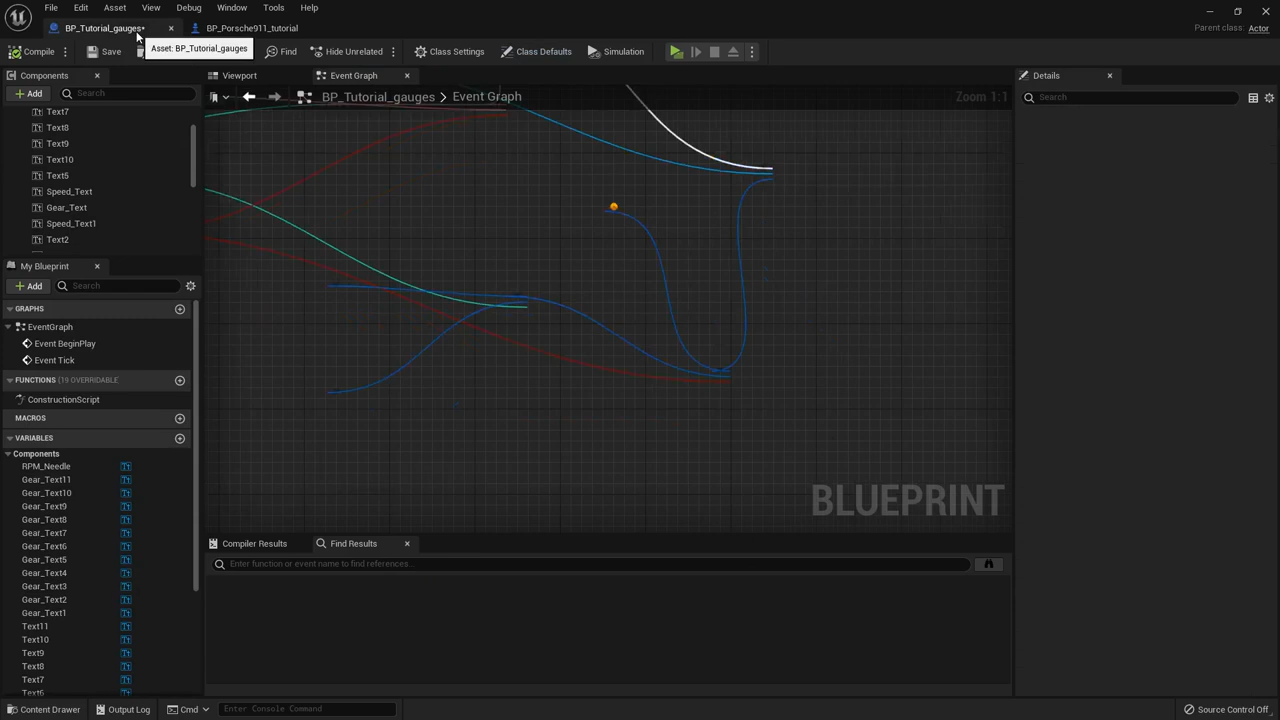 File Edit Asset View Debug Window Tools Help
BP_Tutorial_gauges* BP_Porsche911_tutorial
Parent class: Actor
Compile Save Find Hide Unrelated Class Settings Class Defaults Simulation
Asset: BP_Tutorial_gauges
Components Viewport Event Graph Details
+ Add Search
BP_Tutorial_gauges > Event Graph Zoom 1:1
Search
Text7
Text8
Text9
Text10
Text5
Speed_Text
Gear_Text
Speed_Text1
Text2
My Blueprint
+ Add Search
GRAPHS
EventGraph
Event BeginPlay
Event Tick
FUNCTIONS (19 OVERRIDABLE
ConstructionScript
MACROS
VARIABLES
Components
RPM_Needle
Gear_Text11
Gear_Text10
Gear_Text9
Gear_Text8
Gear_Text7
Gear_Text6
Gear_Text5
Gear_Text4
Gear_Text3
Gear_Text2
Gear_Text1
Text11
Text10
Text9
Text8
Text7
Text6
BLUEPRINT
Compiler Results Find Results
Enter function or event name to find references...
Content Drawer Output Log Cmd Enter Console Command Source Control Off